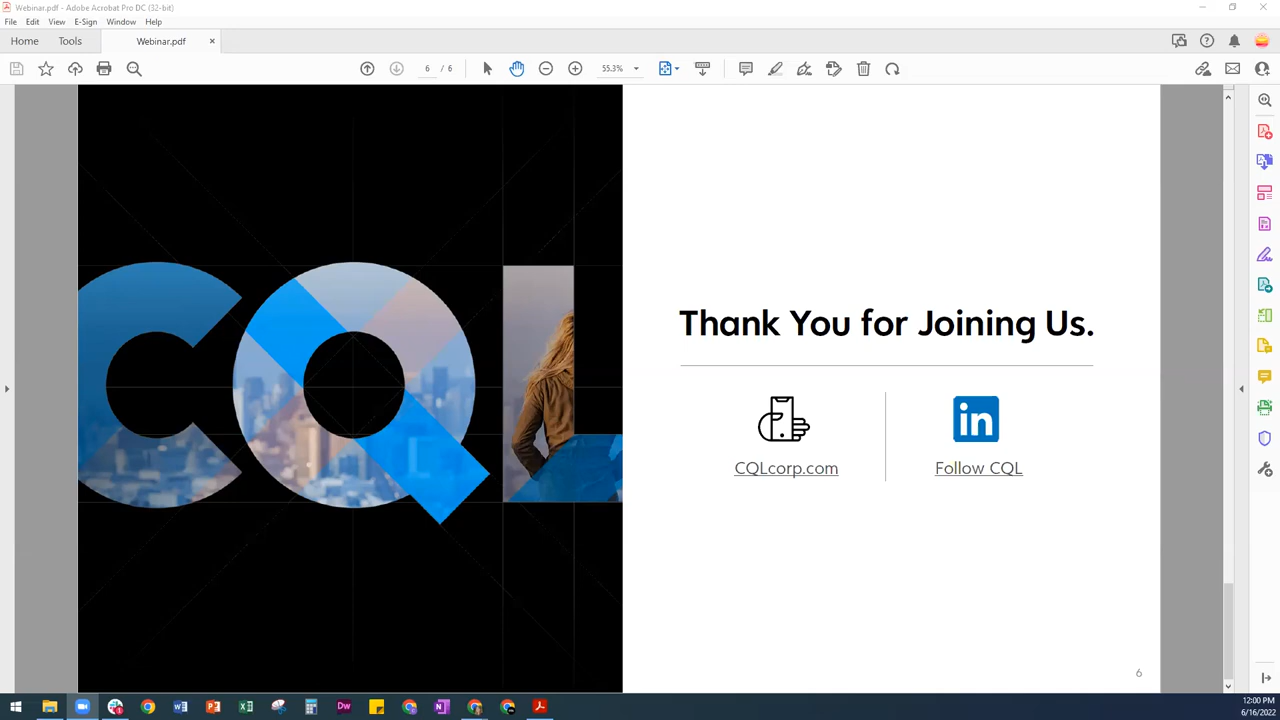 Webinar.pdf - Adobe Acrobat Pro DC (32-bit)
File Edit View E-Sign Window Help
Home Tools Webinar.pdf ×
6 / 6 55.3%
CQL
Thank You for Joining Us.
in
CQLcorp.com Follow CQL
6
12:00 PM
6/16/2022